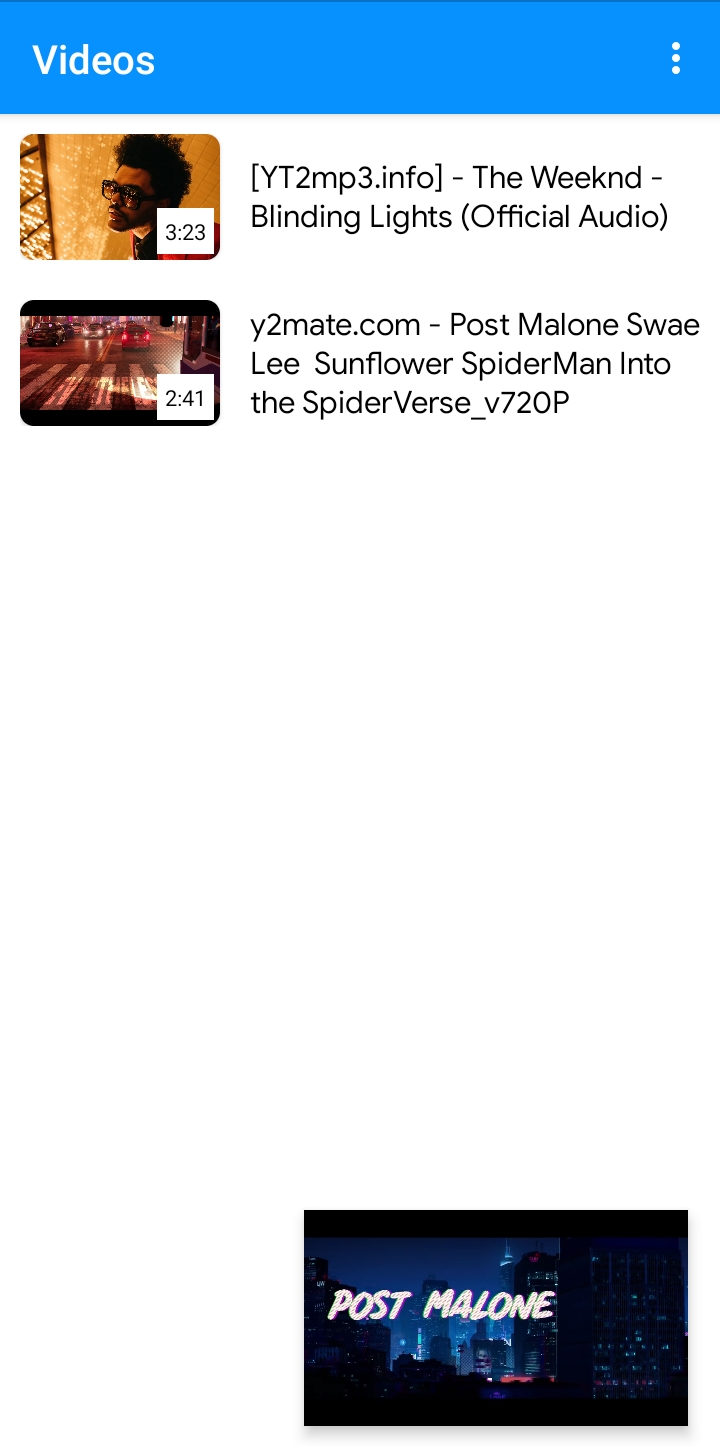 Videos
[YT2mp3.info] - The Weeknd -
Blinding Lights (Official Audio)
3:23
y2mate.com - Post Malone Swae
Lee  Sunflower SpiderMan Into
the SpiderVerse_v720P
2:41
POST MALONE